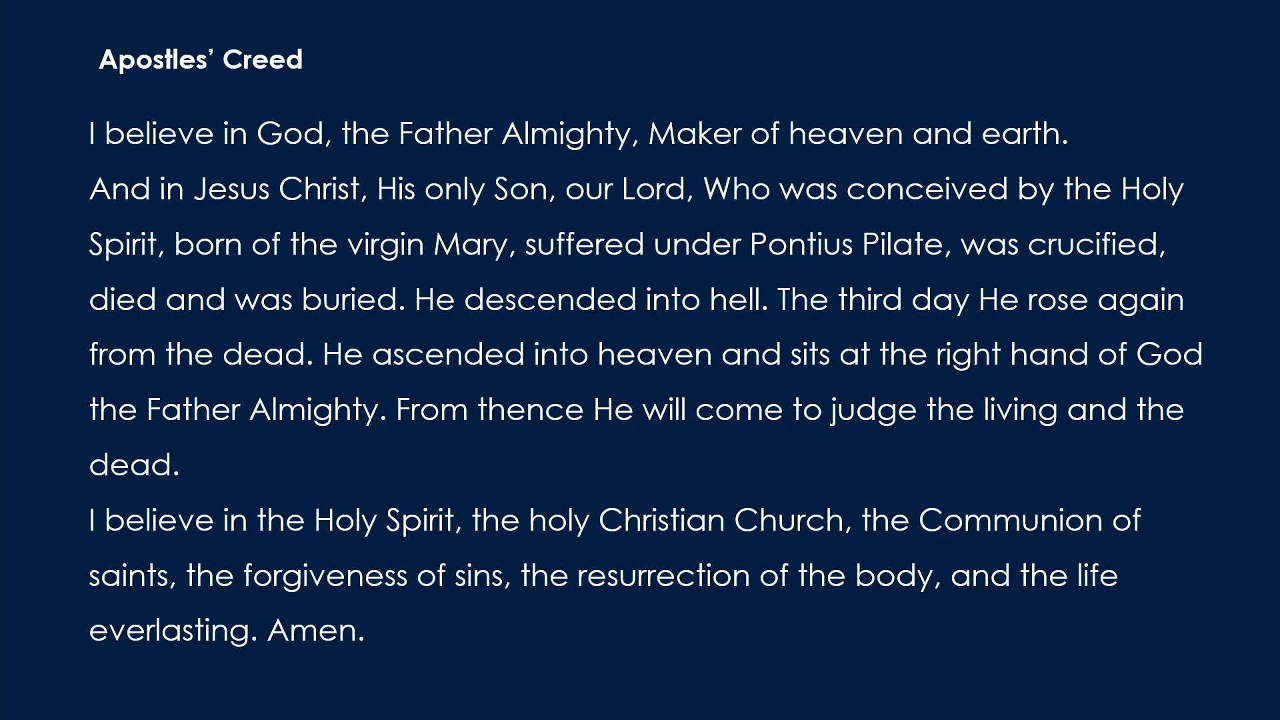 Apostles’ Creed
I believe in God, the Father Almighty, Maker of heaven and earth.
And in Jesus Christ, His only Son, our Lord, Who was conceived by the Holy
Spirit, born of the virgin Mary, suffered under Pontius Pilate, was crucified,
died and was buried. He descended into hell. The third day He rose again
from the dead. He ascended into heaven and sits at the right hand of God
the Father Almighty. From thence He will come to judge the living and the
dead.
I believe in the Holy Spirit, the holy Christian Church, the Communion of
saints, the forgiveness of sins, the resurrection of the body, and the life
everlasting. Amen.